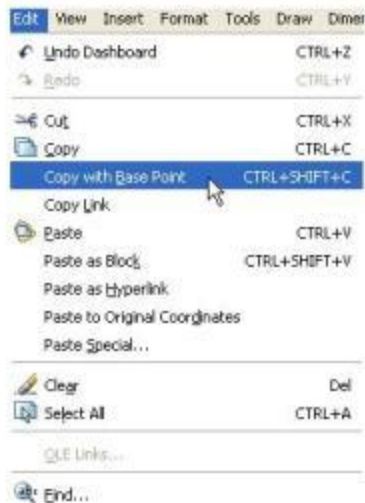 Edit View Insert Format Tools Draw Dimen
Undo Dashboard CTRL+Z
Redo CTRL+Y
Cut CTRL+X
Copy CTRL+C
Copy with Base Point CTRL+SHIFT+C
Copy Link
Paste CTRL+V
Paste as Block CTRL+SHIFT+V
Paste as Hyperlink
Paste to Original Coordinates
Paste Special...
Clear Del
Select All CTRL+A
OLE Links...
Find...